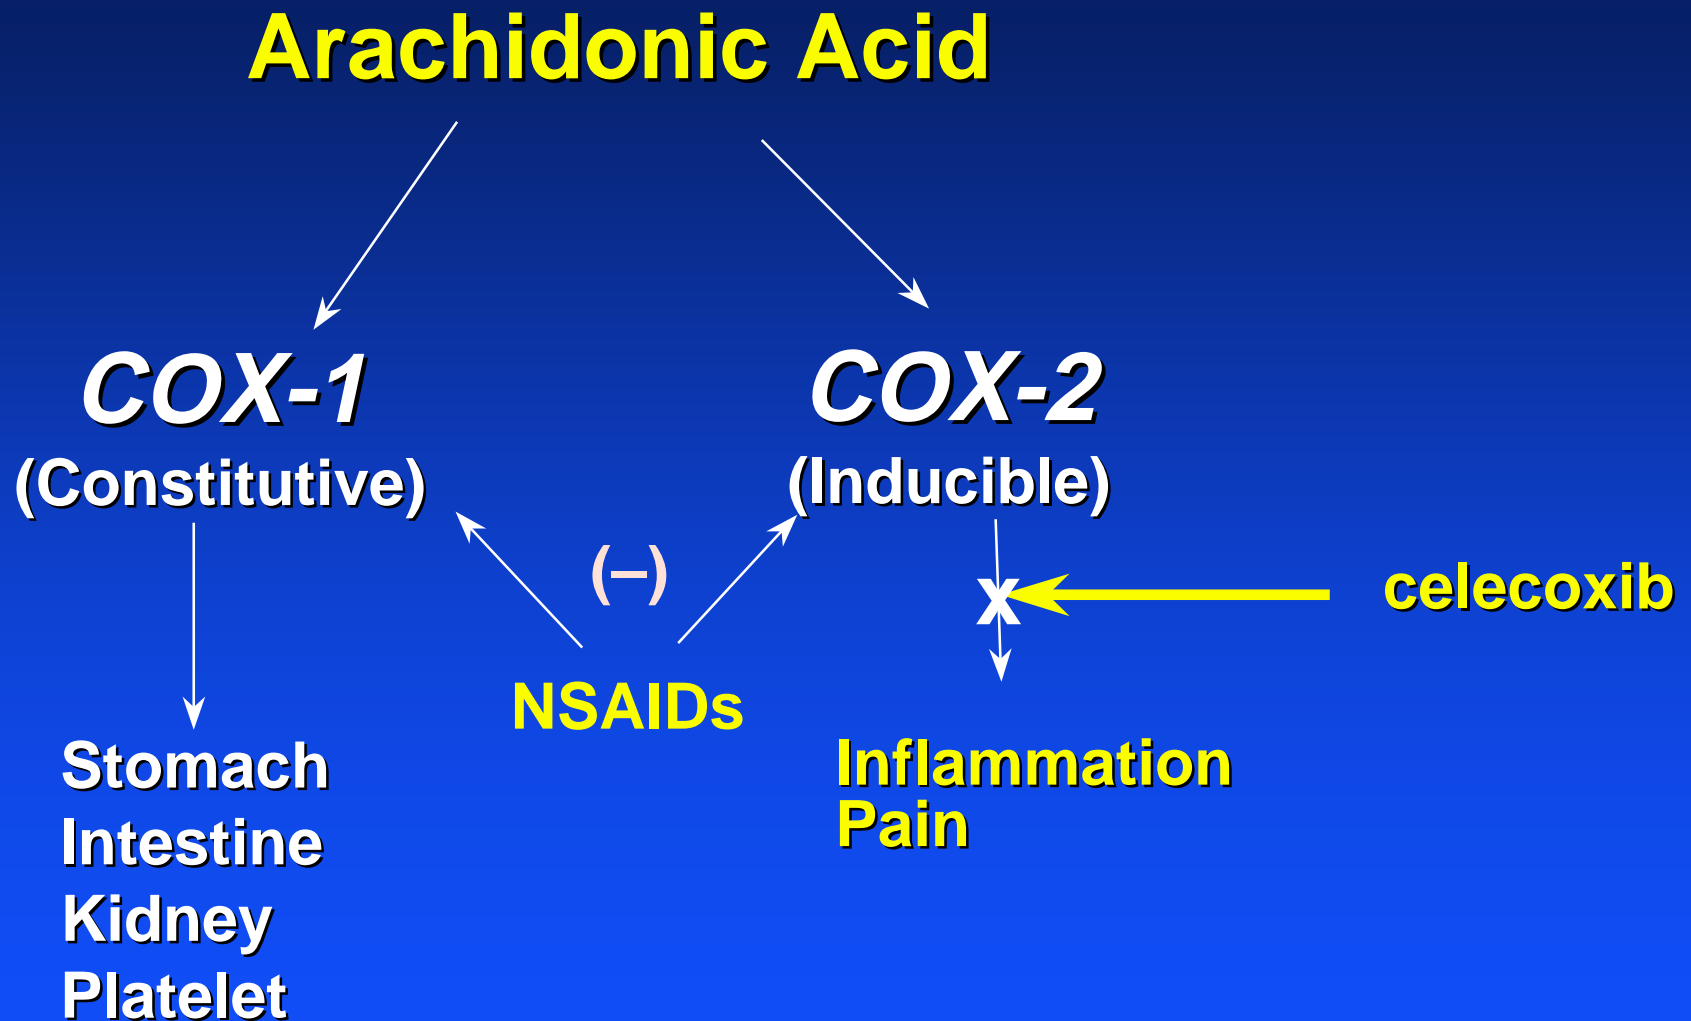 Arachidonic Acid
COX-1
COX-2
(Constitutive)
(Inducible)
(–)
x
celecoxib
NSAIDs
Stomach
Intestine
Kidney
Platelet
Inflammation
Pain